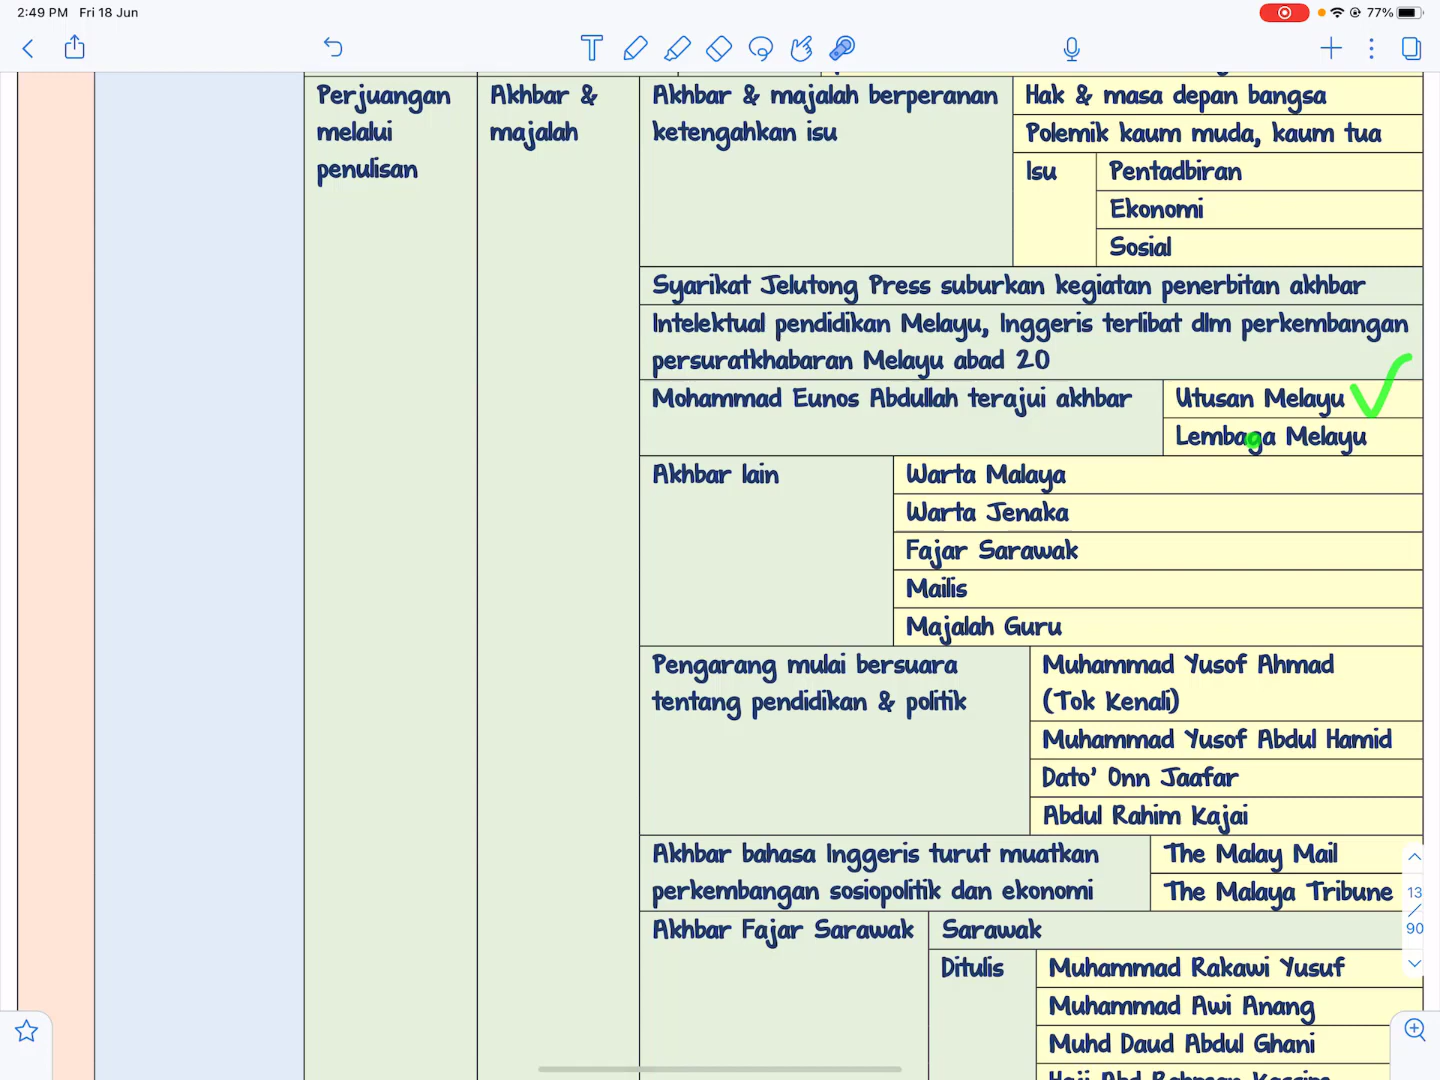 2:49 PM Fri 18 Jun
77%
Perjuangan melalui penulisan
Akhbar & majalah
Akhbar & majalah berperanan ketengahkan isu
Hak & masa depan bangsa
Polemik kaum muda, kaum tua
Isu
Pentadbiran
Ekonomi
Sosial
Syarikat Jelutong Press suburkan kegiatan penerbitan akhbar
Intelektual pendidikan Melayu, Inggeris terlibat dlm perkembangan
persuratkhabaran Melayu abad 20
Mohammad Eunos Abdullah terajui akhbar
Utusan Melayu
Lembaga Melayu
Akhbar lain
Warta Malaya
Warta Jenaka
Fajar Sarawak
Mailis
Majalah Guru
Pengarang mulai bersuara
tentang pendidikan & politik
Muhammad Yusof Ahmad
(Tok Kenali)
Muhammad Yusof Abdul Hamid
Dato' Onn Jaafar
Abdul Rahim Kajai
Akhbar bahasa Inggeris turut muatkan
perkembangan sosiopolitik dan ekonomi
The Malay Mail
The Malaya Tribune
Akhbar Fajar Sarawak
Sarawak
Ditulis
Muhammad Rakawi Yusuf
Muhammad Awi Anang
Muhd Daud Abdul Ghani
Haji Abd Rahman Kassim
13
/
90